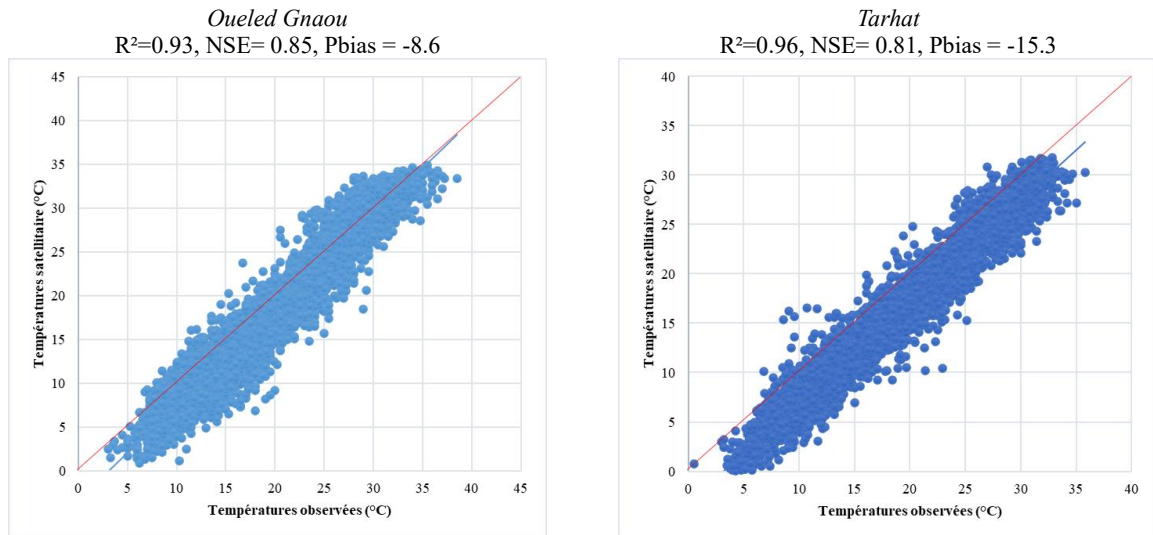 Oueled Gnaou
R²=0.93, NSE= 0.85, Pbias = -8.6
45
40
35
30
25
20
15
10
5
0
Températures satellitaire (°C)
0 5 10 15 20 25 30 35 40 45
Températures observées (°C)
Tarhat
R²=0.96, NSE= 0.81, Pbias = -15.3
40
35
30
25
20
15
10
5
0
Températures satellitaire (°C)
0 5 10 15 20 25 30 35 40
Températures observées (°C)